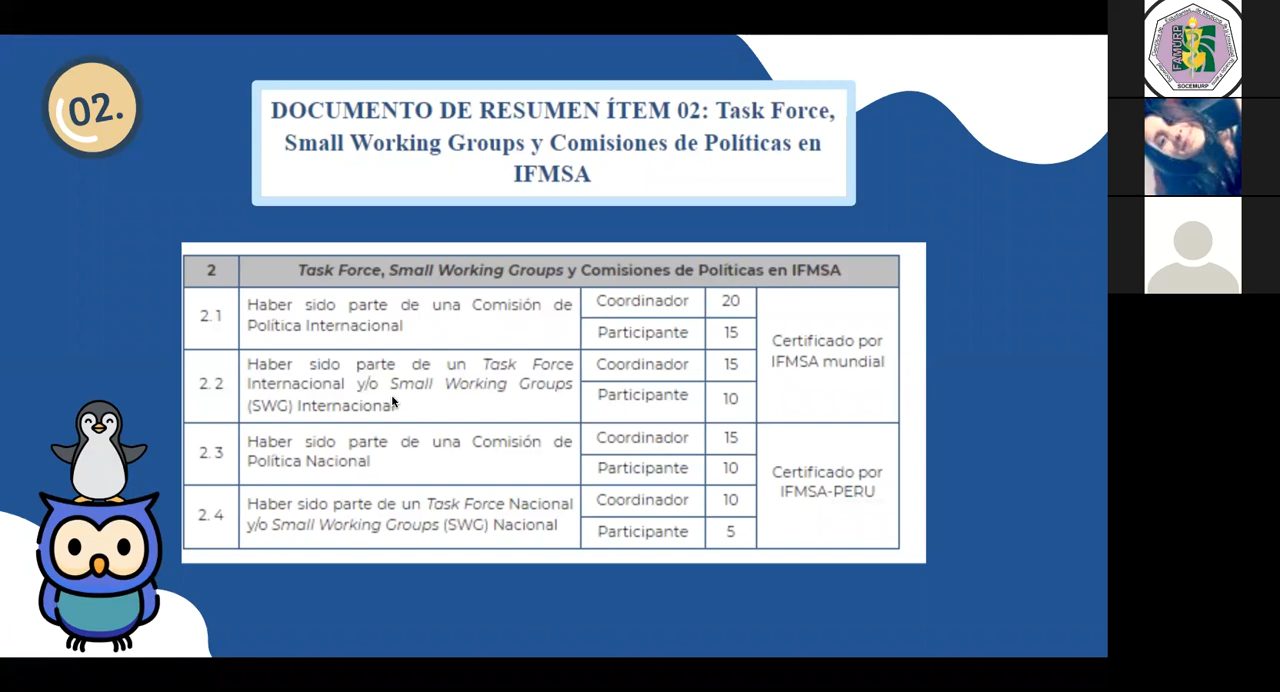 02.
DOCUMENTO DE RESUMEN ÍTEM 02: Task Force,
Small Working Groups y Comisiones de Políticas en
IFMSA
2 Task Force, Small Working Groups y Comisiones de Políticas en IFMSA
2.1
Haber sido parte de una Comisión de
Política Internacional
Coordinador 20
Participante 15
2.2
Haber sido parte de un Task Force
Internacional y/o Small Working Groups
(SWG) Internacional
Coordinador 15
Participante 10
Certificado por
IFMSA mundial
2.3
Haber sido parte de una Comisión de
Política Nacional
Coordinador 15
Participante 10
2.4
Haber sido parte de un Task Force Nacional
y/o Small Working Groups (SWG) Nacional
Coordinador 10
Participante 5
Certificado por
IFMSA-PERU
FAMURP
SOCEMURP